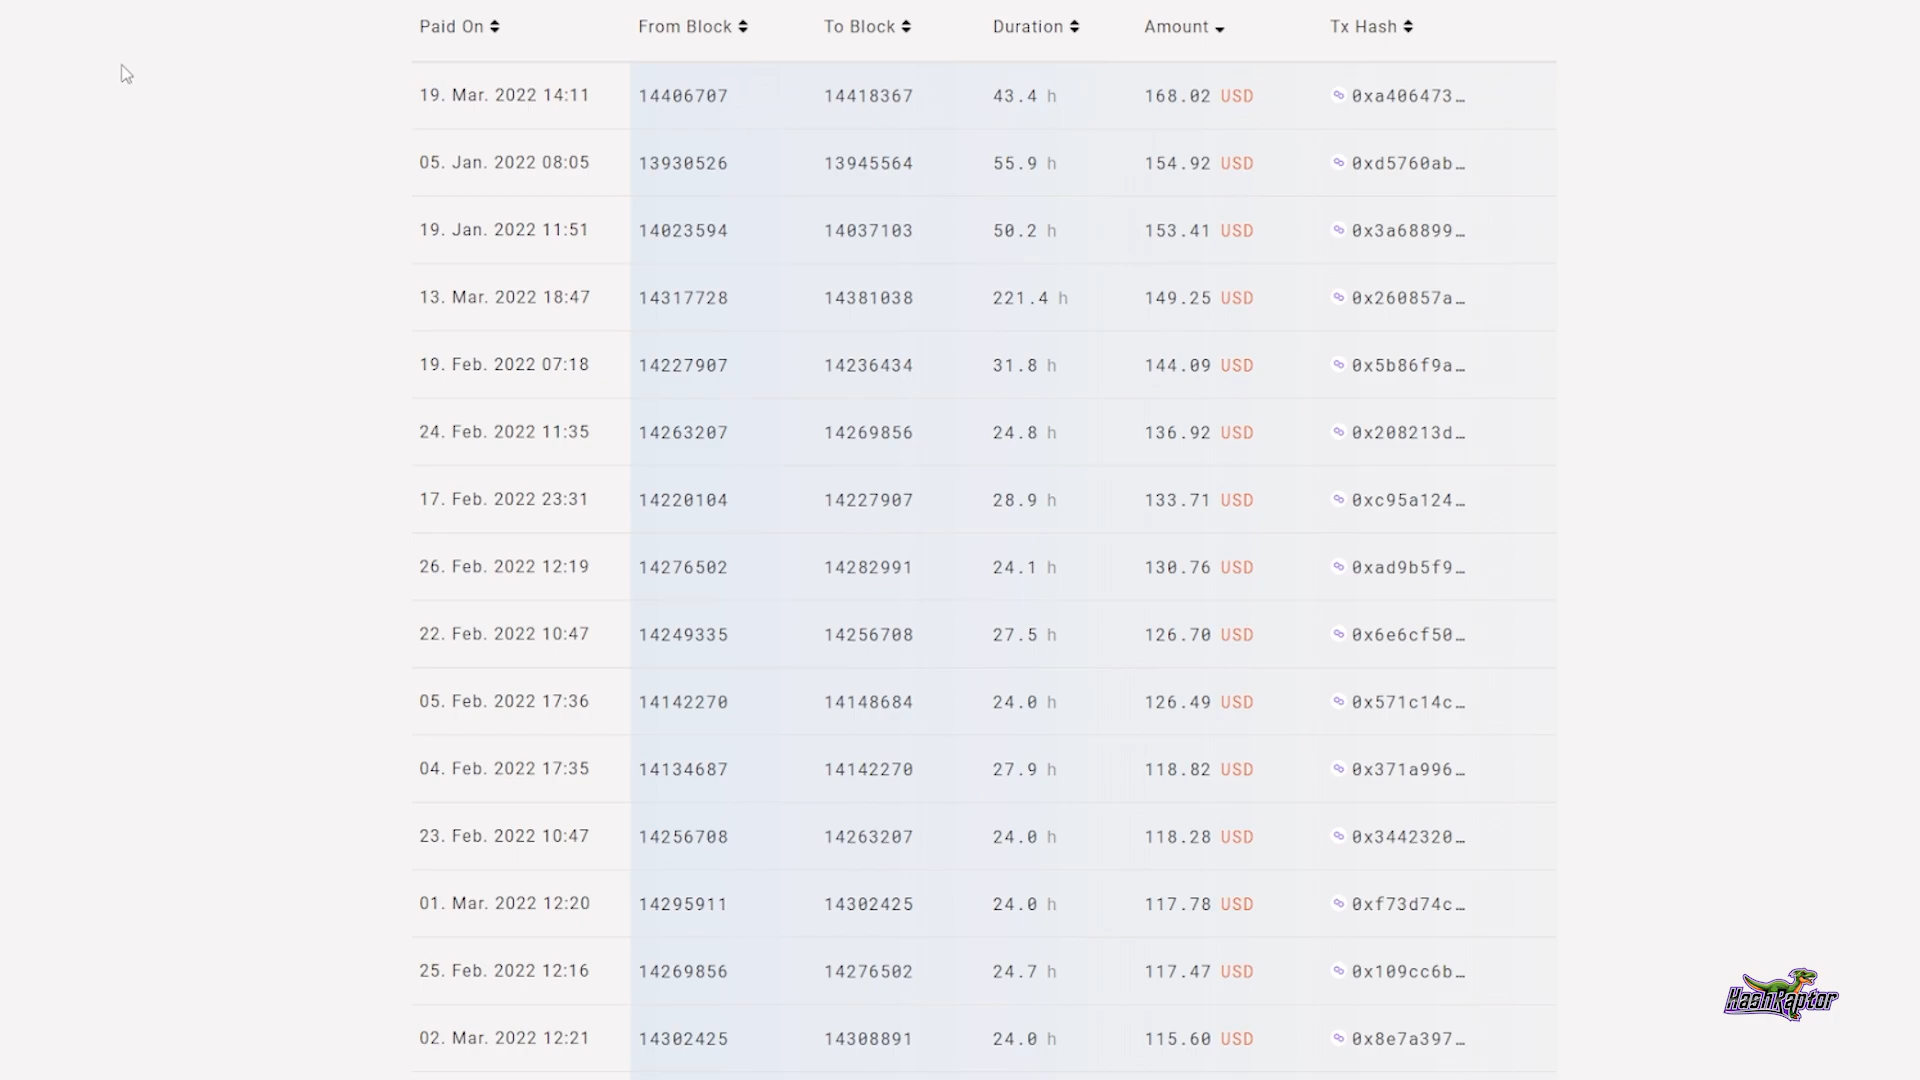 Paid On From Block To Block Duration Amount Tx Hash
19. Mar. 2022 14:11 14406707 14418367 43.4 h 168.02 USD 0xa406473…
05. Jan. 2022 08:05 13930526 13945564 55.9 h 154.92 USD 0xd5760ab…
19. Jan. 2022 11:51 14023594 14037103 50.2 h 153.41 USD 0x3a68899…
13. Mar. 2022 18:47 14317728 14381038 221.4 h 149.25 USD 0x260857a…
19. Feb. 2022 07:18 14227907 14236434 31.8 h 144.09 USD 0x5b86f9a…
24. Feb. 2022 11:35 14263207 14269856 24.8 h 136.92 USD 0x208213d…
17. Feb. 2022 23:31 14220104 14227907 28.9 h 133.71 USD 0xc95a124…
26. Feb. 2022 12:19 14276502 14282991 24.1 h 130.76 USD 0xad9b5f9…
22. Feb. 2022 10:47 14249335 14256708 27.5 h 126.70 USD 0x6e6cf50…
05. Feb. 2022 17:36 14142270 14148684 24.0 h 126.49 USD 0x571c14c…
04. Feb. 2022 17:35 14134687 14142270 27.9 h 118.82 USD 0x371a996…
23. Feb. 2022 10:47 14256708 14263207 24.0 h 118.28 USD 0x3442320…
01. Mar. 2022 12:20 14295911 14302425 24.0 h 117.78 USD 0xf73d74c…
25. Feb. 2022 12:16 14269856 14276502 24.7 h 117.47 USD 0x109cc6b…
02. Mar. 2022 12:21 14302425 14308891 24.0 h 115.60 USD 0x8e7a397…
HashRaptor